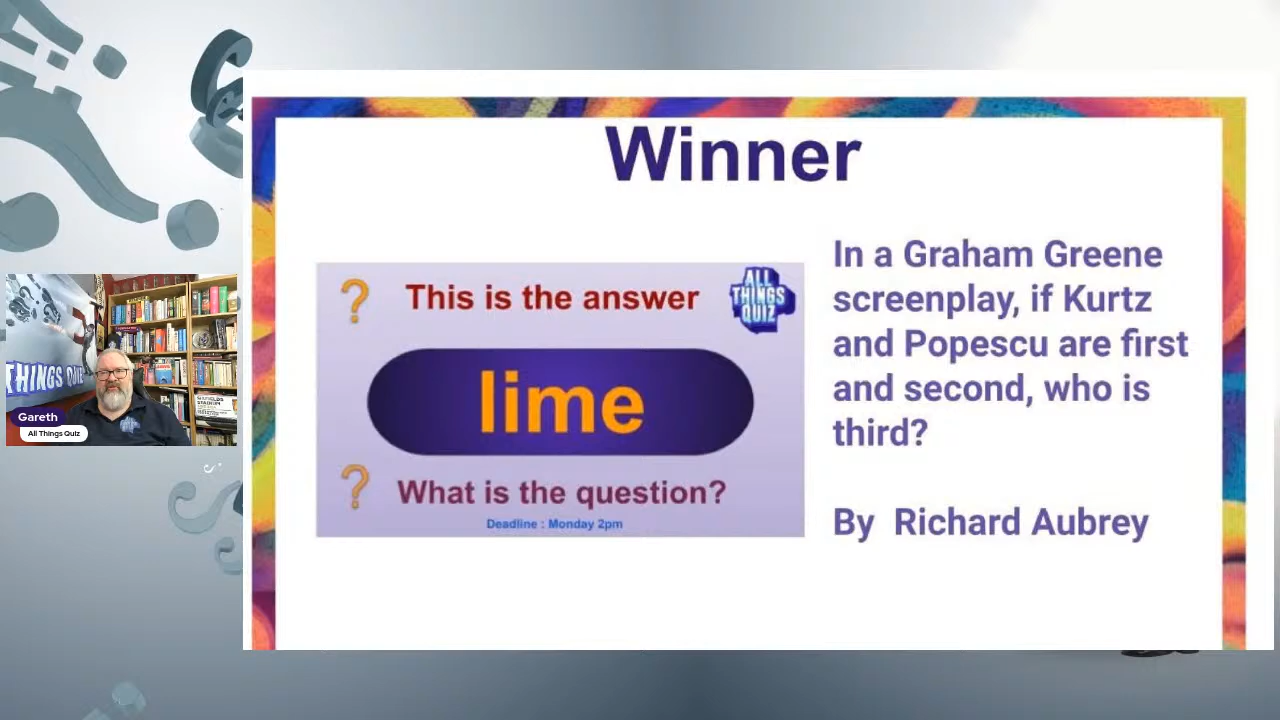 Winner
In a Graham Greene
screenplay, if Kurtz
and Popescu are first
and second, who is
third?
By Richard Aubrey
? This is the answer
ALL
THINGS
QUIZ
lime
? What is the question?
Deadline : Monday 2pm
THINGS QUIZ
Gareth
All Things Quiz